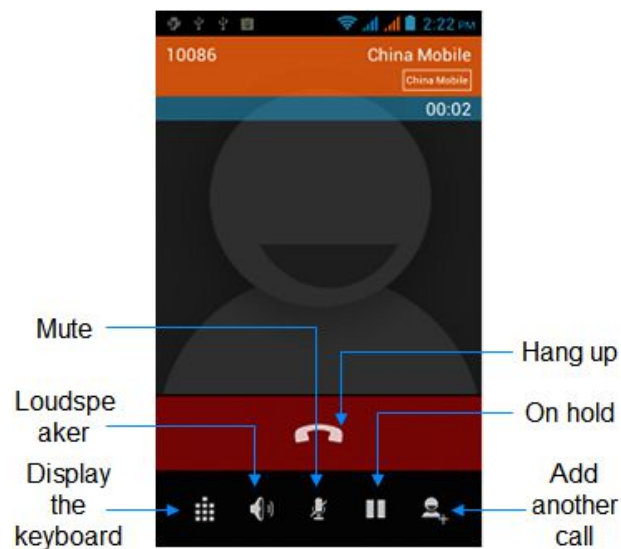 2:22 PM
10086
China Mobile
China Mobile
00:02
Mute
Hang up
Loudspe
aker
On hold
Display
the
keyboard
Add
another
call